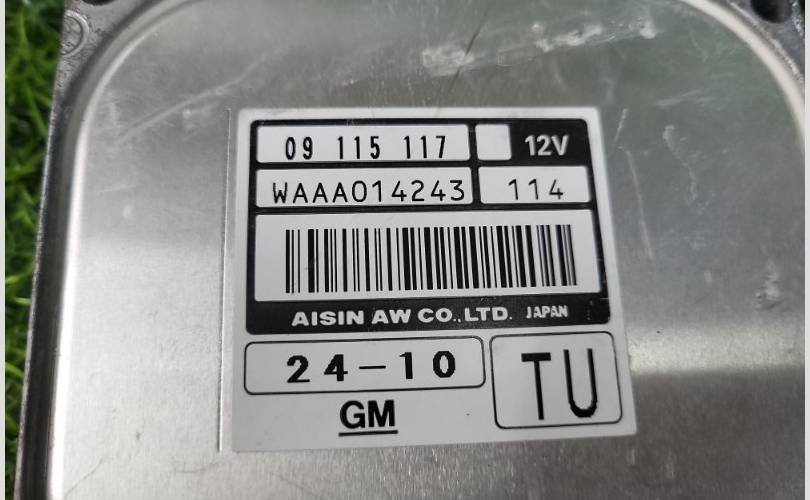 09 115 117 12V
WAAA014243 114
AISIN AW CO.,LTD. JAPAN
24-10 TU
GM